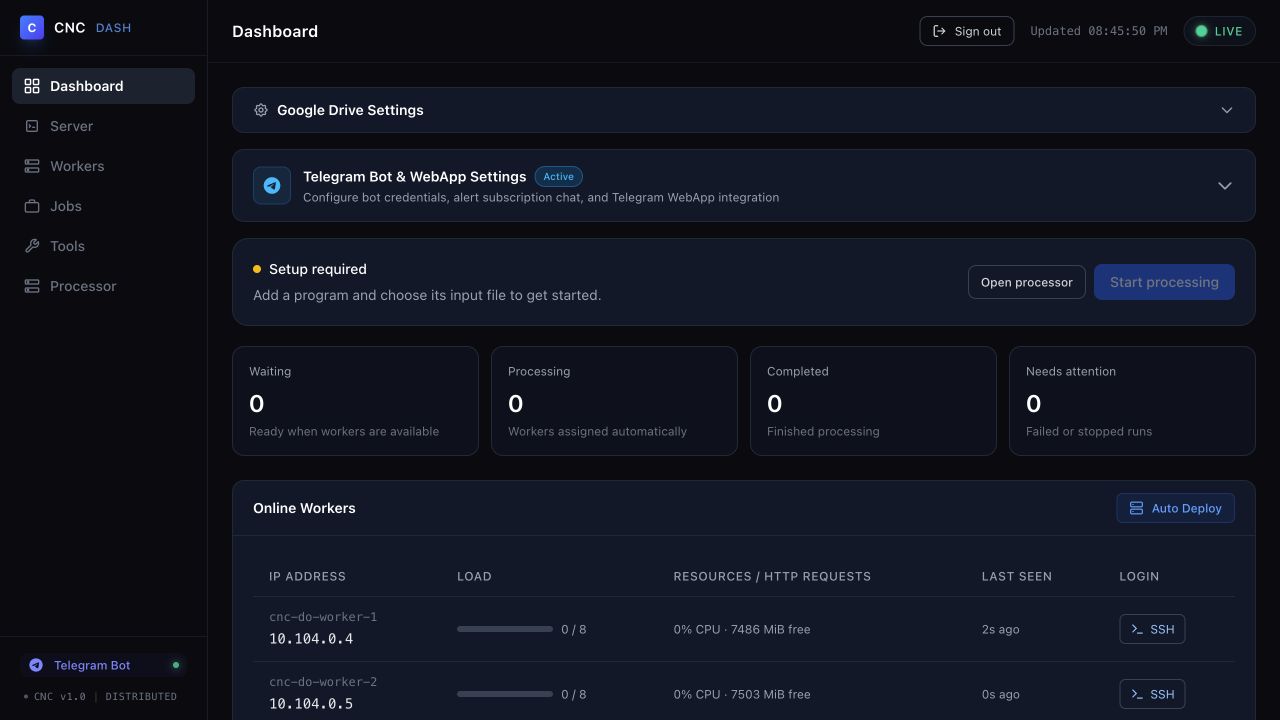 C CNC DASH
Dashboard
Server
Workers
Jobs
Tools
Processor
Telegram Bot
CNC v1.0 | DISTRIBUTED
Dashboard
Sign out
Updated 08:45:50 PM
LIVE
Google Drive Settings
Telegram Bot & WebApp Settings Active
Configure bot credentials, alert subscription chat, and Telegram WebApp integration
Setup required
Add a program and choose its input file to get started.
Open processor
Start processing
Waiting
0
Ready when workers are available
Processing
0
Workers assigned automatically
Completed
0
Finished processing
Needs attention
0
Failed or stopped runs
Online Workers
Auto Deploy
IP ADDRESS LOAD RESOURCES / HTTP REQUESTS LAST SEEN LOGIN
cnc-do-worker-1
10.104.0.4 0 / 8 0% CPU · 7486 MiB free 2s ago SSH
cnc-do-worker-2
10.104.0.5 0 / 8 0% CPU · 7503 MiB free 0s ago SSH